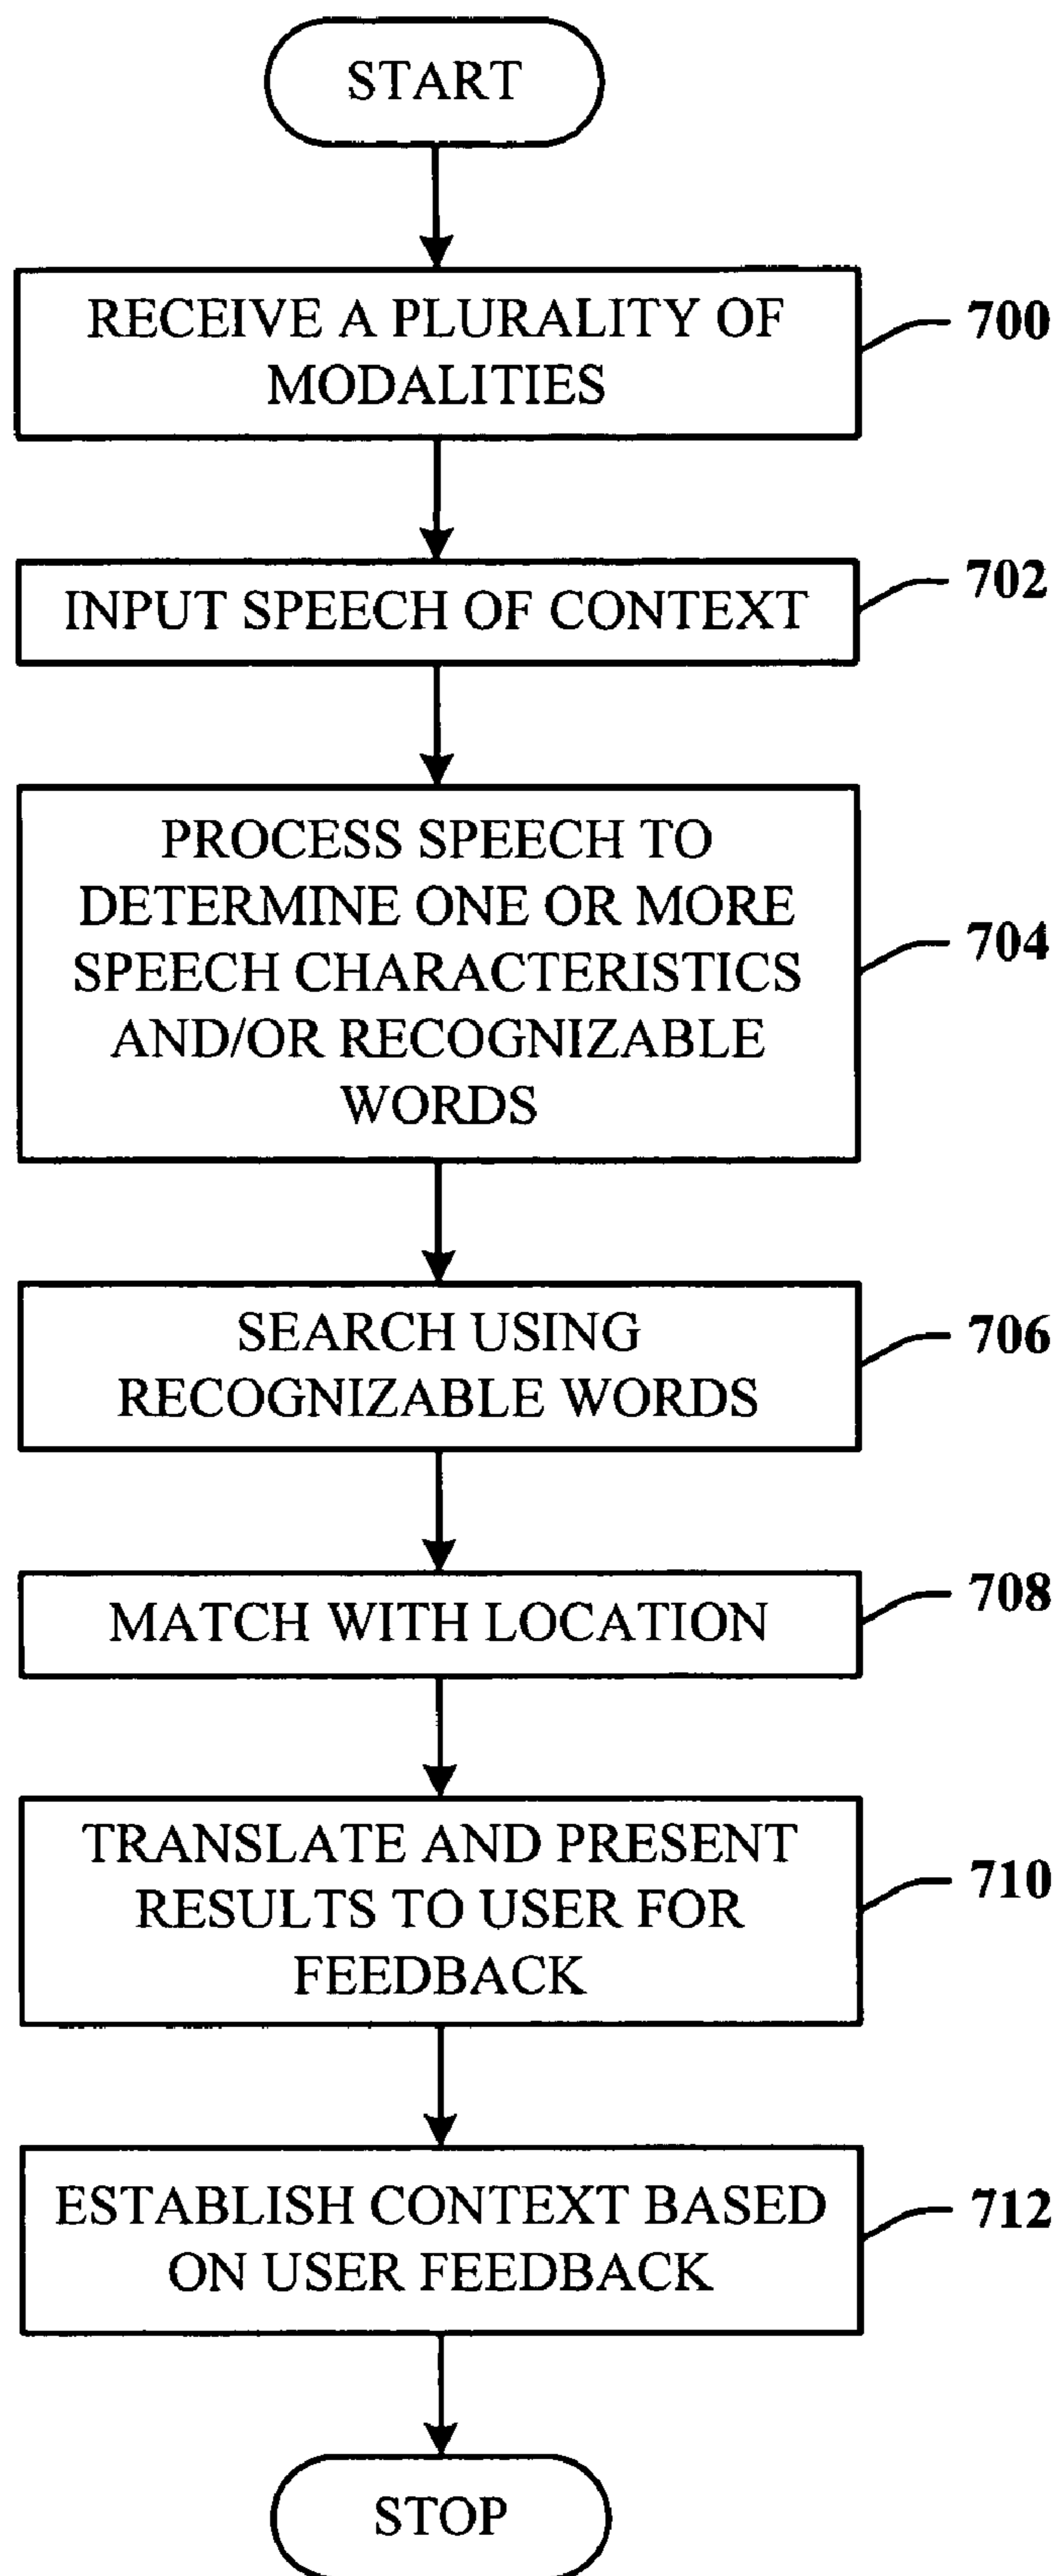 START
RECEIVE A PLURALITY OF
MODALITIES
700
INPUT SPEECH OF CONTEXT
702
PROCESS SPEECH TO
DETERMINE ONE OR MORE
SPEECH CHARACTERISTICS
AND/OR RECOGNIZABLE
WORDS
704
SEARCH USING
RECOGNIZABLE WORDS
706
MATCH WITH LOCATION
708
TRANSLATE AND PRESENT
RESULTS TO USER FOR
FEEDBACK
710
ESTABLISH CONTEXT BASED
ON USER FEEDBACK
712
STOP